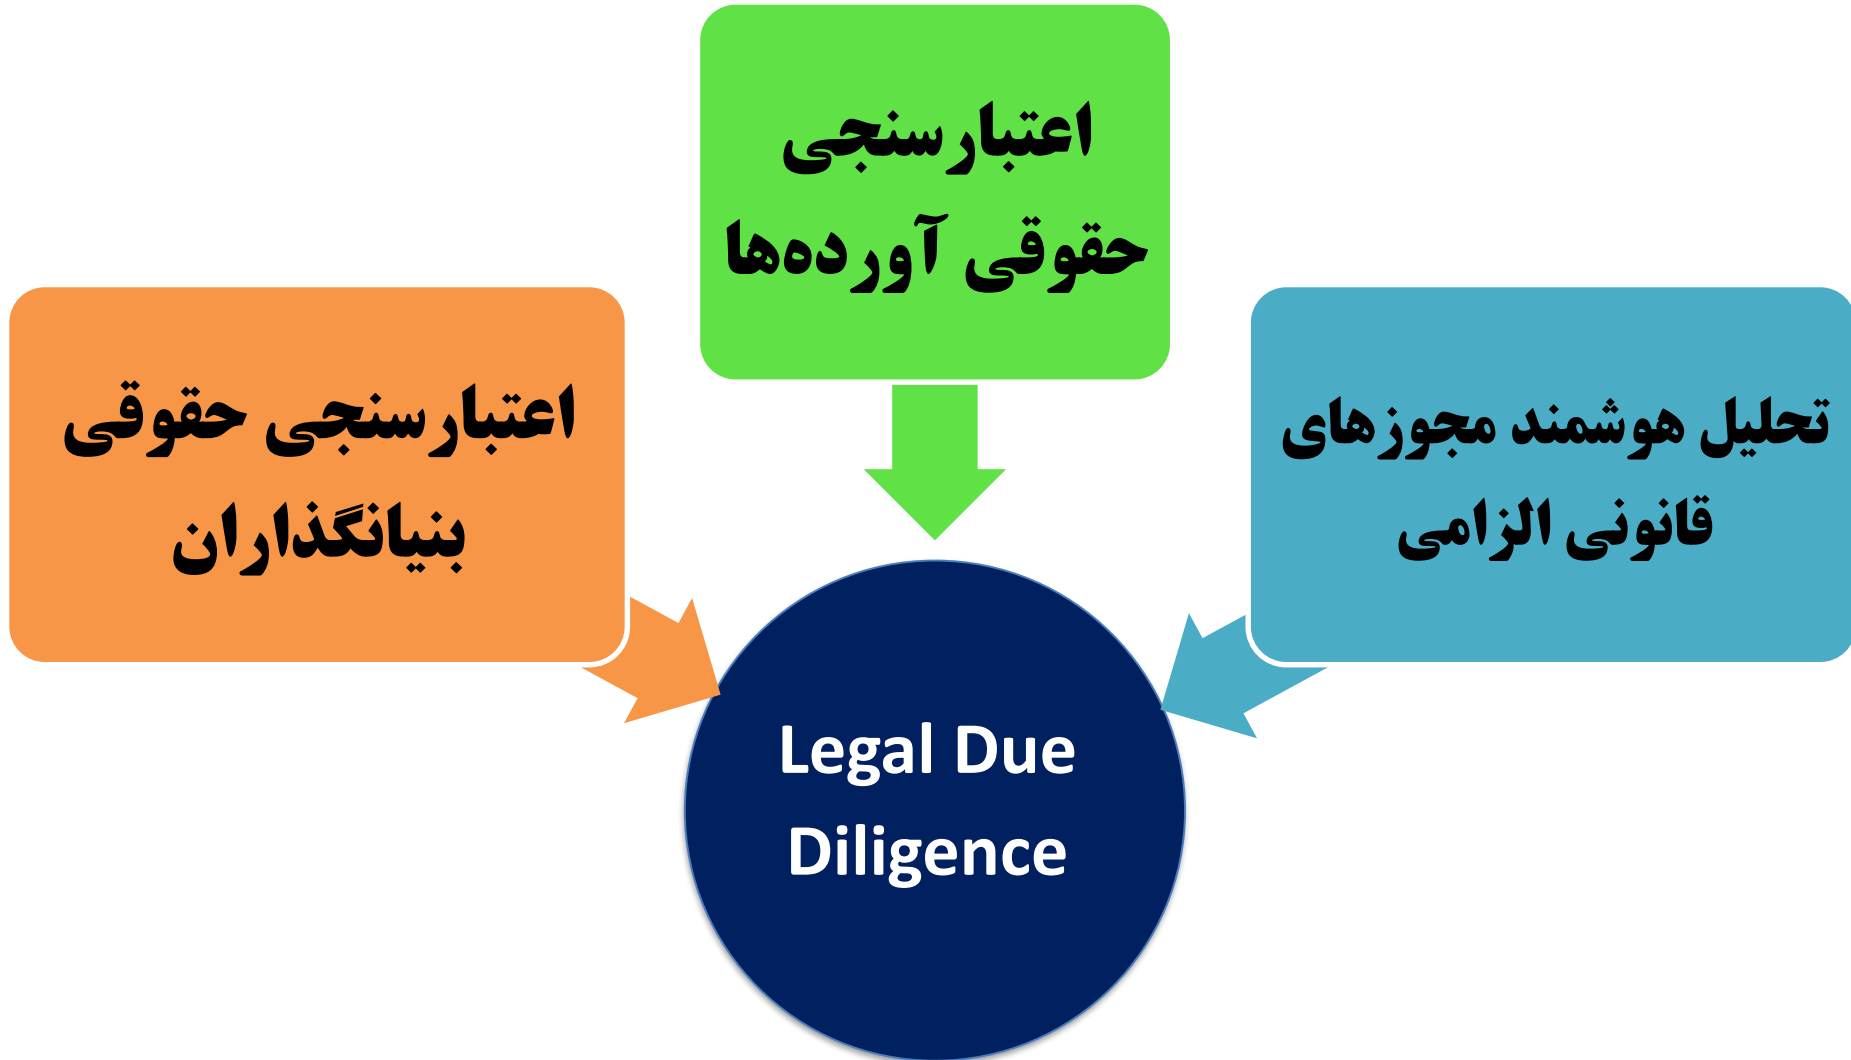 اعتبارسنجی
حقوقی آورده‌ها
تحلیل هوشمند مجوزهای
قانونی الزامی
اعتبارسنجی حقوقی
بنیانگذاران
Legal Due
Diligence